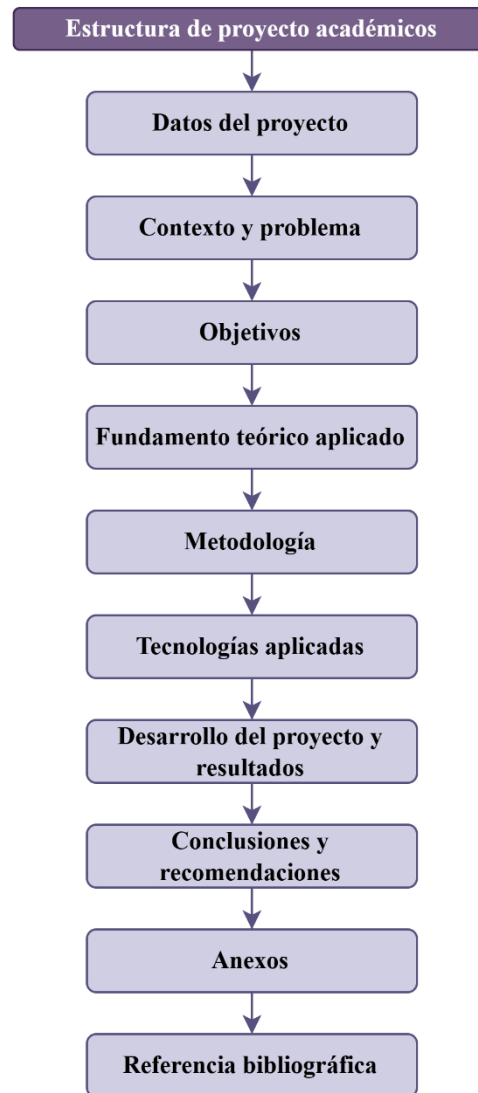 Estructura de proyecto académicos
Datos del proyecto
Contexto y problema
Objetivos
Fundamento teórico aplicado
Metodología
Tecnologías aplicadas
Desarrollo del proyecto y
resultados
Conclusiones y
recomendaciones
Anexos
Referencia bibliográfica